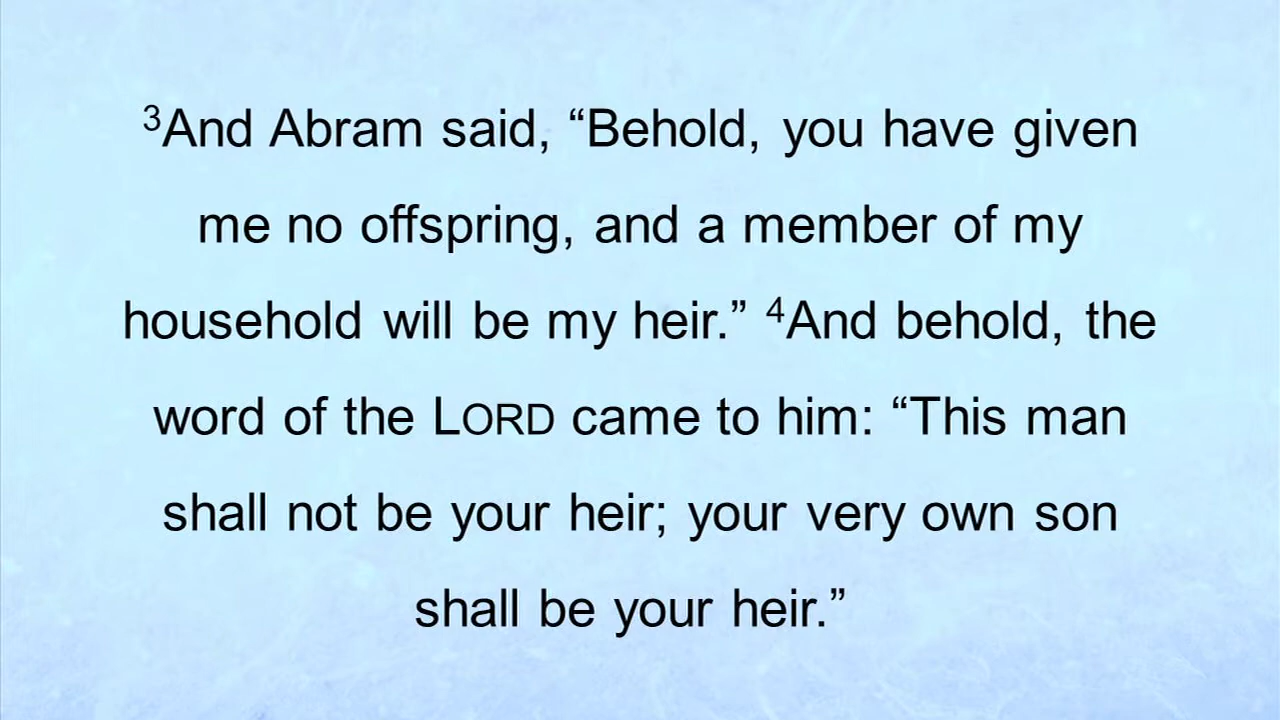 ³And Abram said, “Behold, you have given
me no offspring, and a member of my
household will be my heir.” ⁴And behold, the
word of the LORD came to him: “This man
shall not be your heir; your very own son
shall be your heir.”